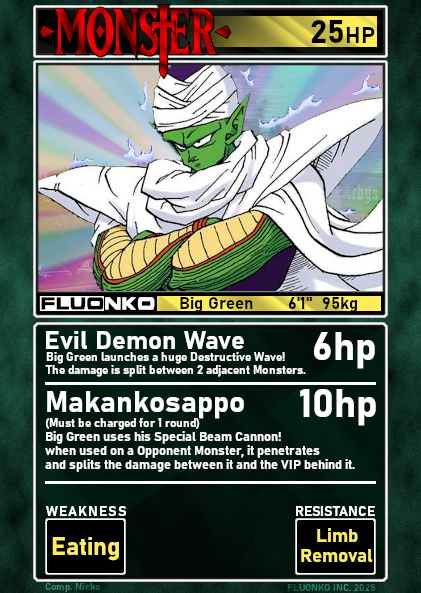 MONSTER
25HP
rby's
FLUONKO
Big Green 6'1" 95kg
Evil Demon Wave 6hp
Big Green launches a huge Destructive Wave!
The damage is split between 2 adjacent Monsters.
Makankosappo 10hp
(Must be charged for 1 round)
Big Green uses his Special Beam Cannon!
when used on a Opponent Monster, it penetrates
and splits the damage between it and the VIP behind it.
WEAKNESS
Eating
RESISTANCE
Limb
Removal
Comp. Nicko
FLUONKO INC. 2025